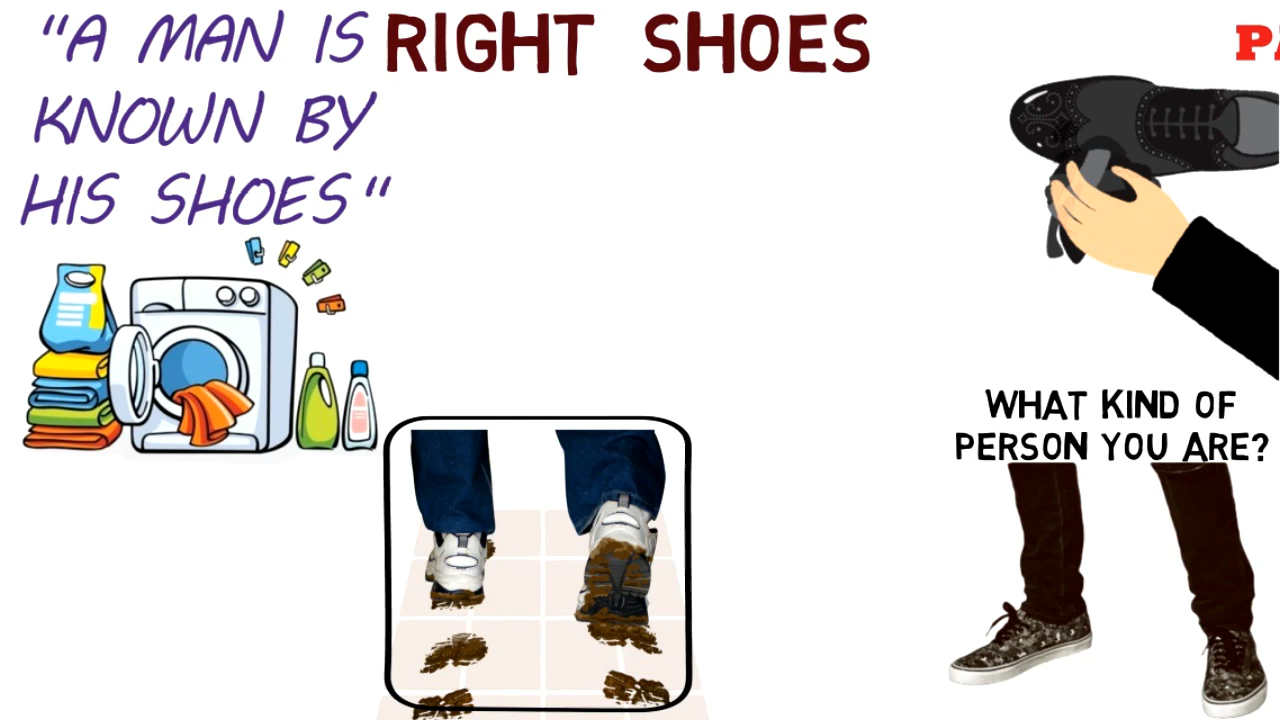 "A MAN IS
KNOWN BY
HIS SHOES"
RIGHT SHOES
WHAT KIND OF
PERSON YOU ARE?